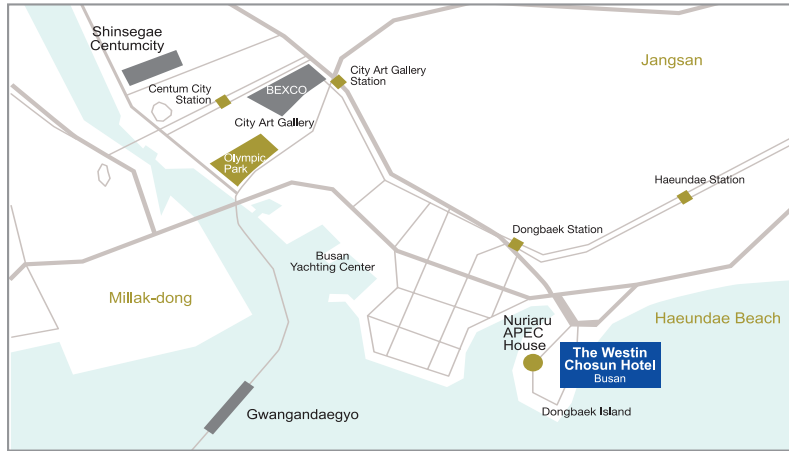 Shinsegae
Centumcity
Centum City
Station
BEXCO
City Art Gallery
Station
Jangsan
City Art Gallery
Olympic
Park
Haeundae Station
Dongbaek Station
Busan
Yachting Center
Millak-dong
Nuriaru
APEC
House
Haeundae Beach
The Westin
Chosun Hotel
Busan
Gwangandaegyo
Dongbaek Island